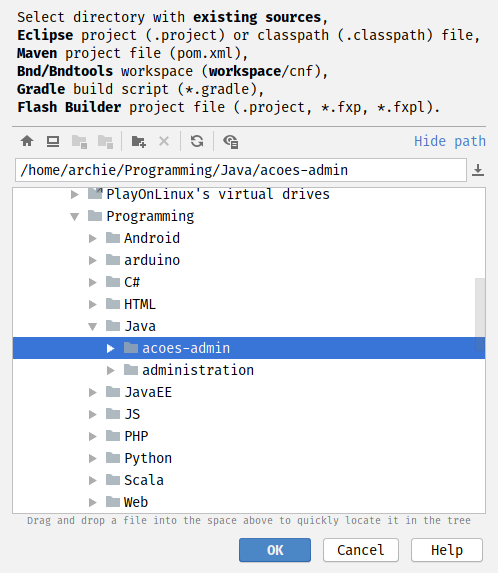 Select directory with existing sources,
Eclipse project (.project) or classpath (.classpath) file,
Maven project file (pom.xml),
Bnd/Bndtools workspace (workspace/cnf),
Gradle build script (*.gradle),
Flash Builder project file (.project, *.fxp, *.fxpl).
Hide path
/home/archie/Programming/Java/acoes-admin
PlayOnLinux's virtual drives
Programming
Android
arduino
C#
HTML
Java
acoes-admin
administration
JavaEE
JS
PHP
Python
Scala
Web
Drag and drop a file into the space above to quickly locate it in the tree
OK Cancel Help